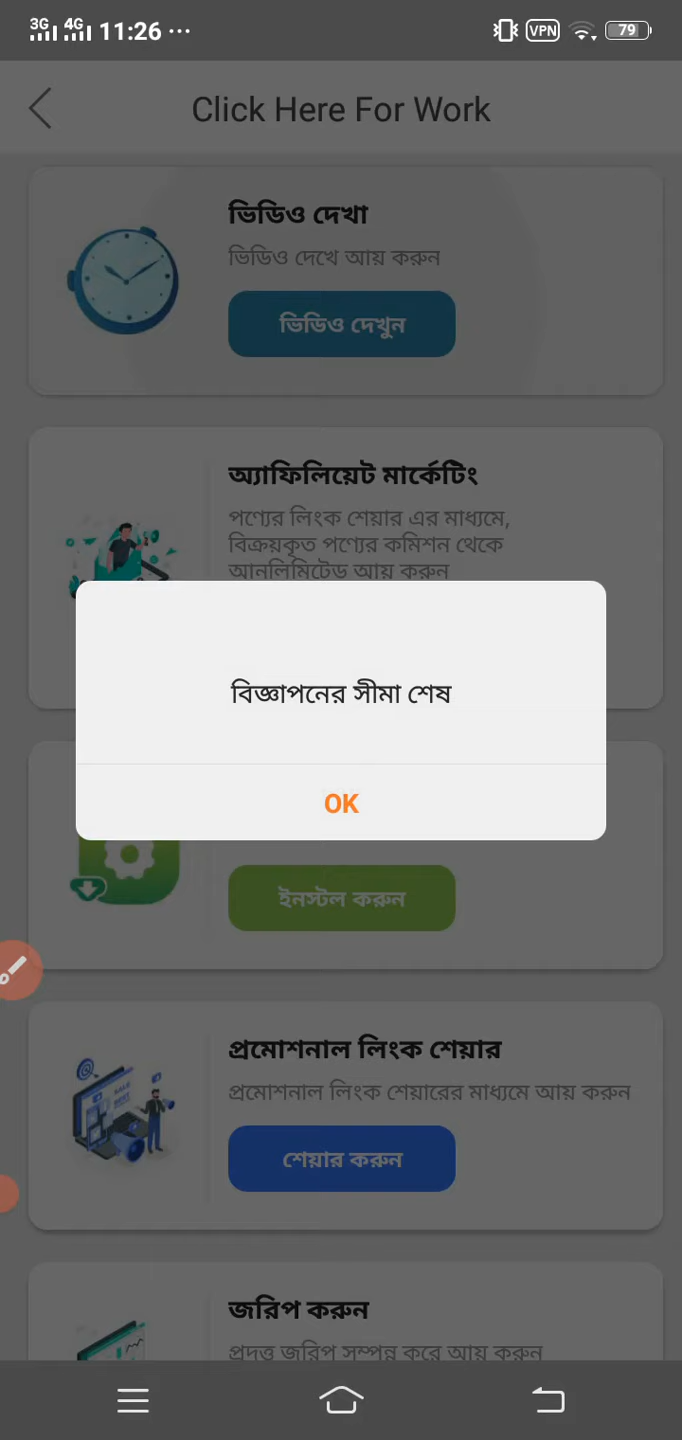 3G 4G 11:26 ... VPN 79
Click Here For Work
ভিডিও দেখা
ভিডিও দেখে আয় করুন
ভিডিও দেখুন
অ্যাফিলিয়েট মার্কেটিং
পণ্যের লিংক শেয়ার এর মাধ্যমে,
বিক্রয়কৃত পণ্যের কমিশন থেকে
আনলিমিটেড আয় করুন
বিজ্ঞাপনের সীমা শেষ
OK
ইনস্টল করুন
প্রমোশনাল লিংক শেয়ার
প্রমোশনাল লিংক শেয়ারের মাধ্যমে আয় করুন
শেয়ার করুন
জরিপ করুন
প্রদত্ত জরিপ সম্পন্ন করে আয় করুন